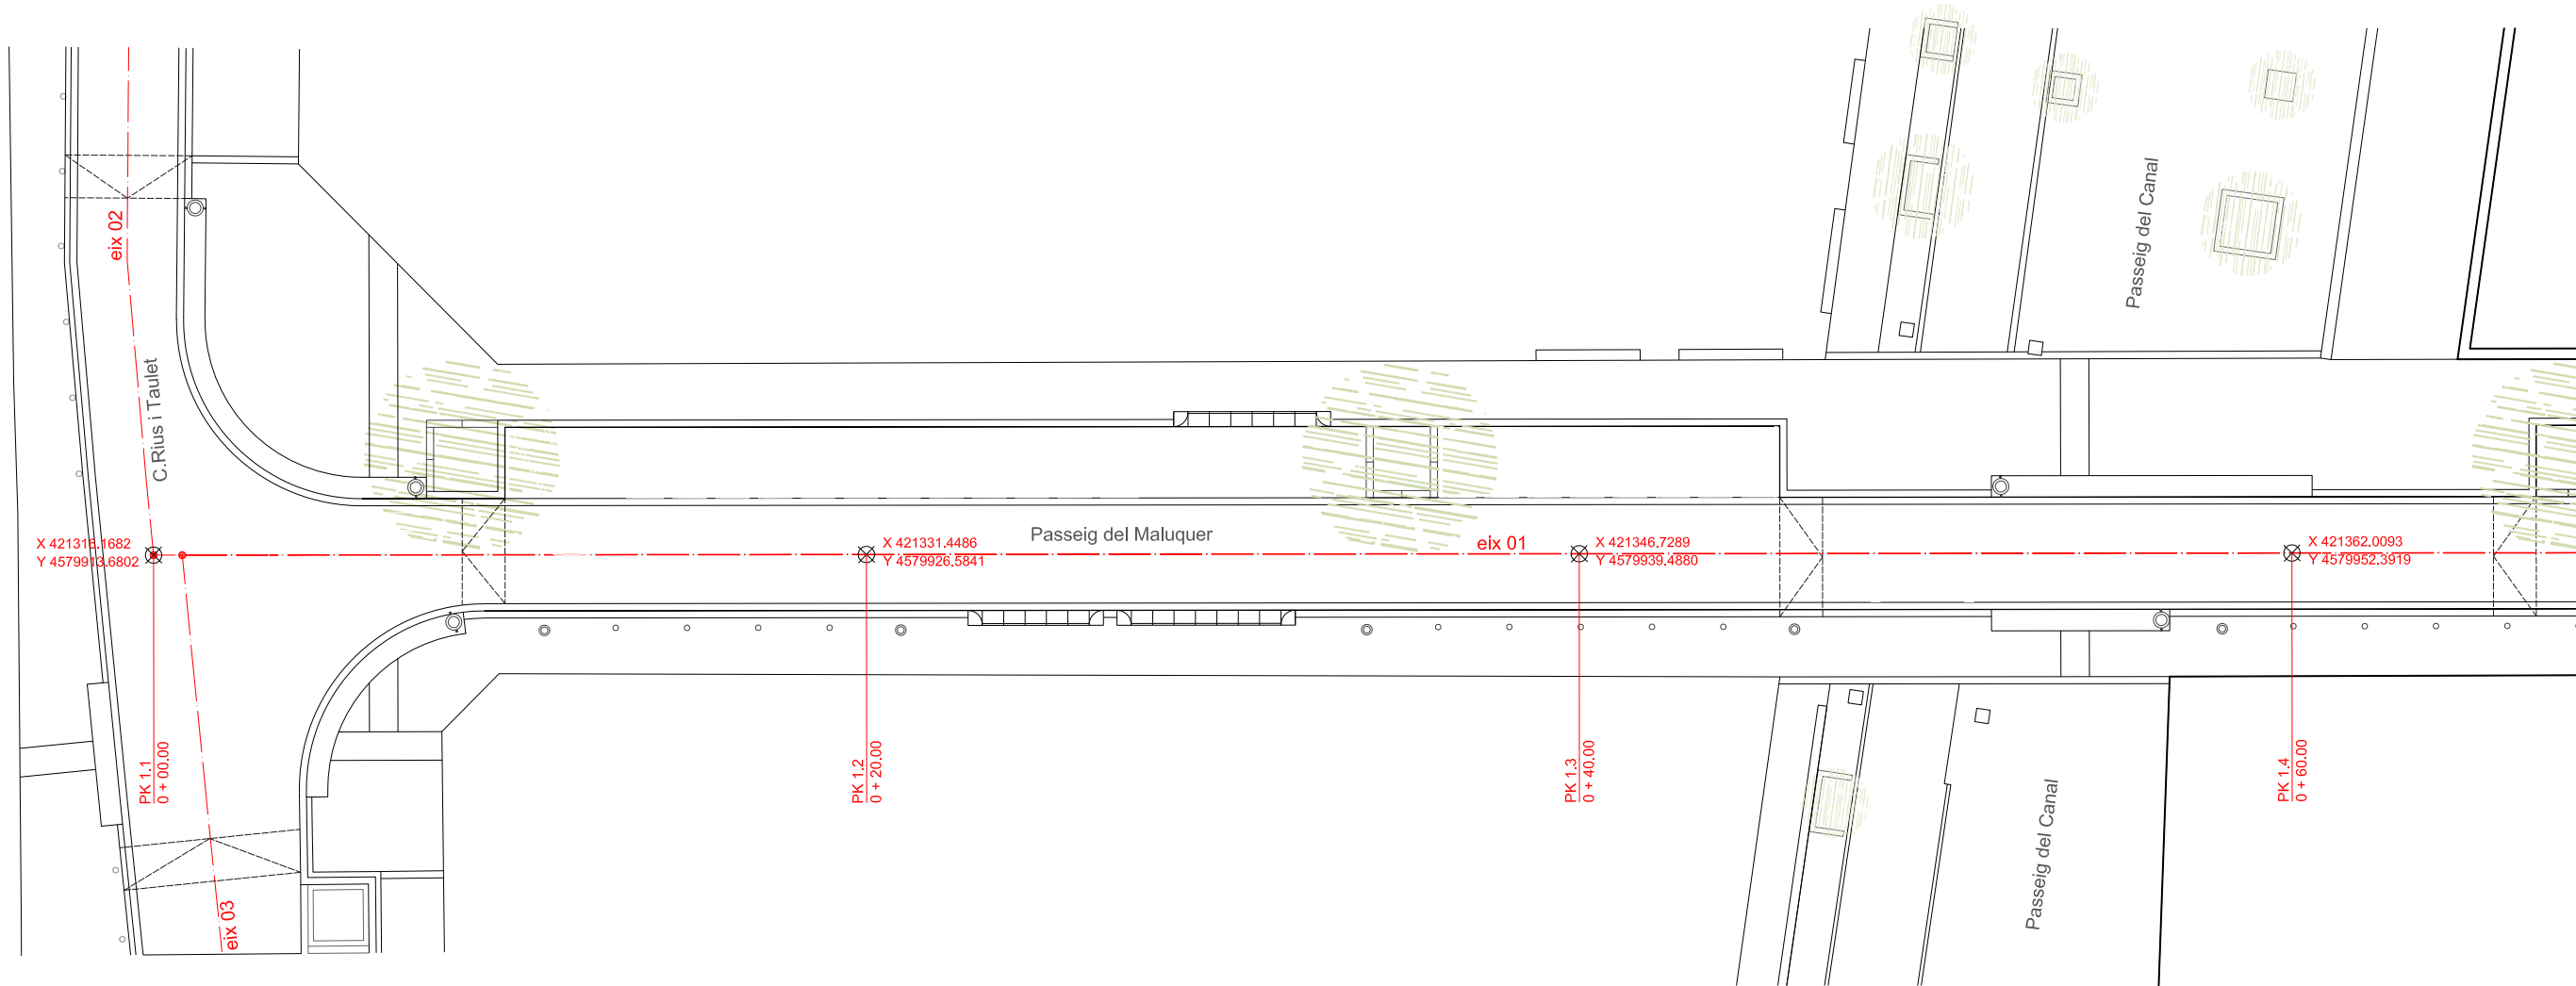 eix 02
C.Rius i Taulet
X 421316.1682
Y 4579913.6802
PK 1.1
0 + 00.00
eix 03
X 421331.4486
Y 4579926.5841
PK 1.2
0 + 20.00
Passeig del Maluquer
eix 01
X 421346.7289
Y 4579939.4880
PK 1.3
0 + 40.00
Passeig del Canal
X 421362.0093
Y 4579952.3919
PK 1.4
0 + 60.00
Passeig del Canal